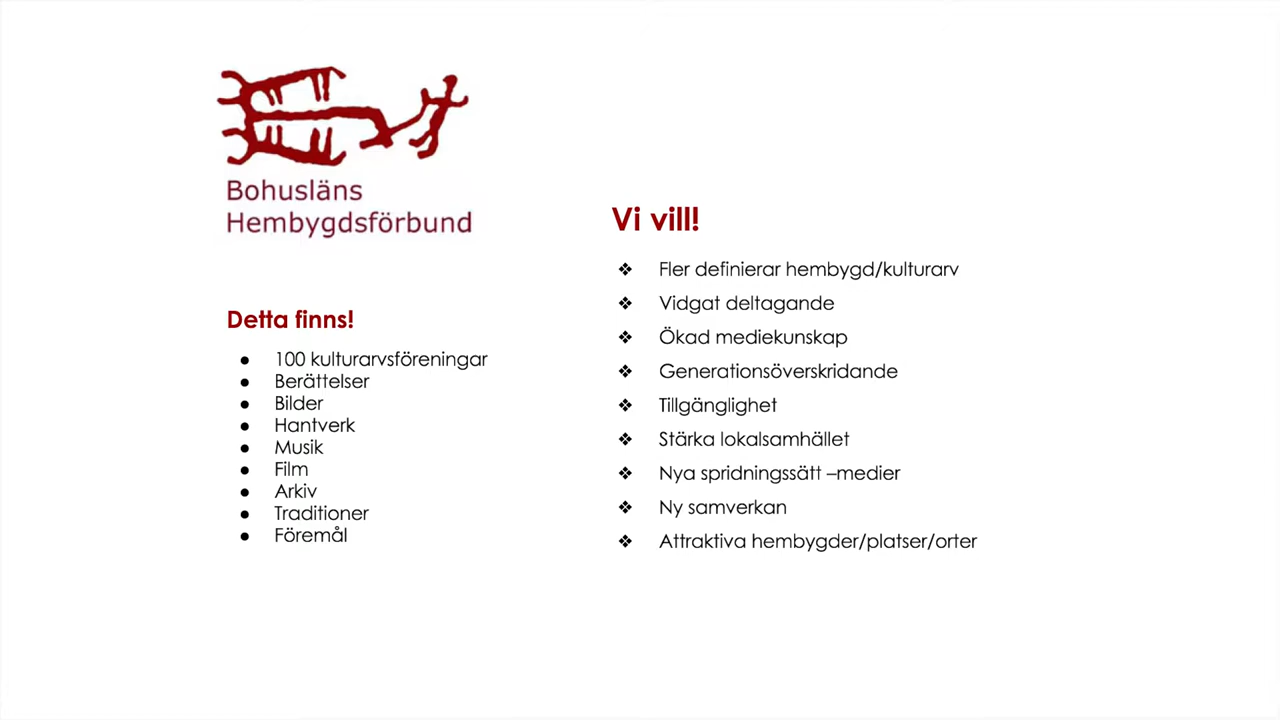 Bohusläns
Hembygdsförbund
Detta finns!
● 100 kulturarvsföreningar
● Berättelser
● Bilder
● Hantverk
● Musik
● Film
● Arkiv
● Traditioner
● Föremål
Vi vill!
❖ Fler definierar hembygd/kulturarv
❖ Vidgat deltagande
❖ Ökad mediekunskap
❖ Generationsöverskridande
❖ Tillgänglighet
❖ Stärka lokalsamhället
❖ Nya spridningssätt –medier
❖ Ny samverkan
❖ Attraktiva hembygder/platser/orter